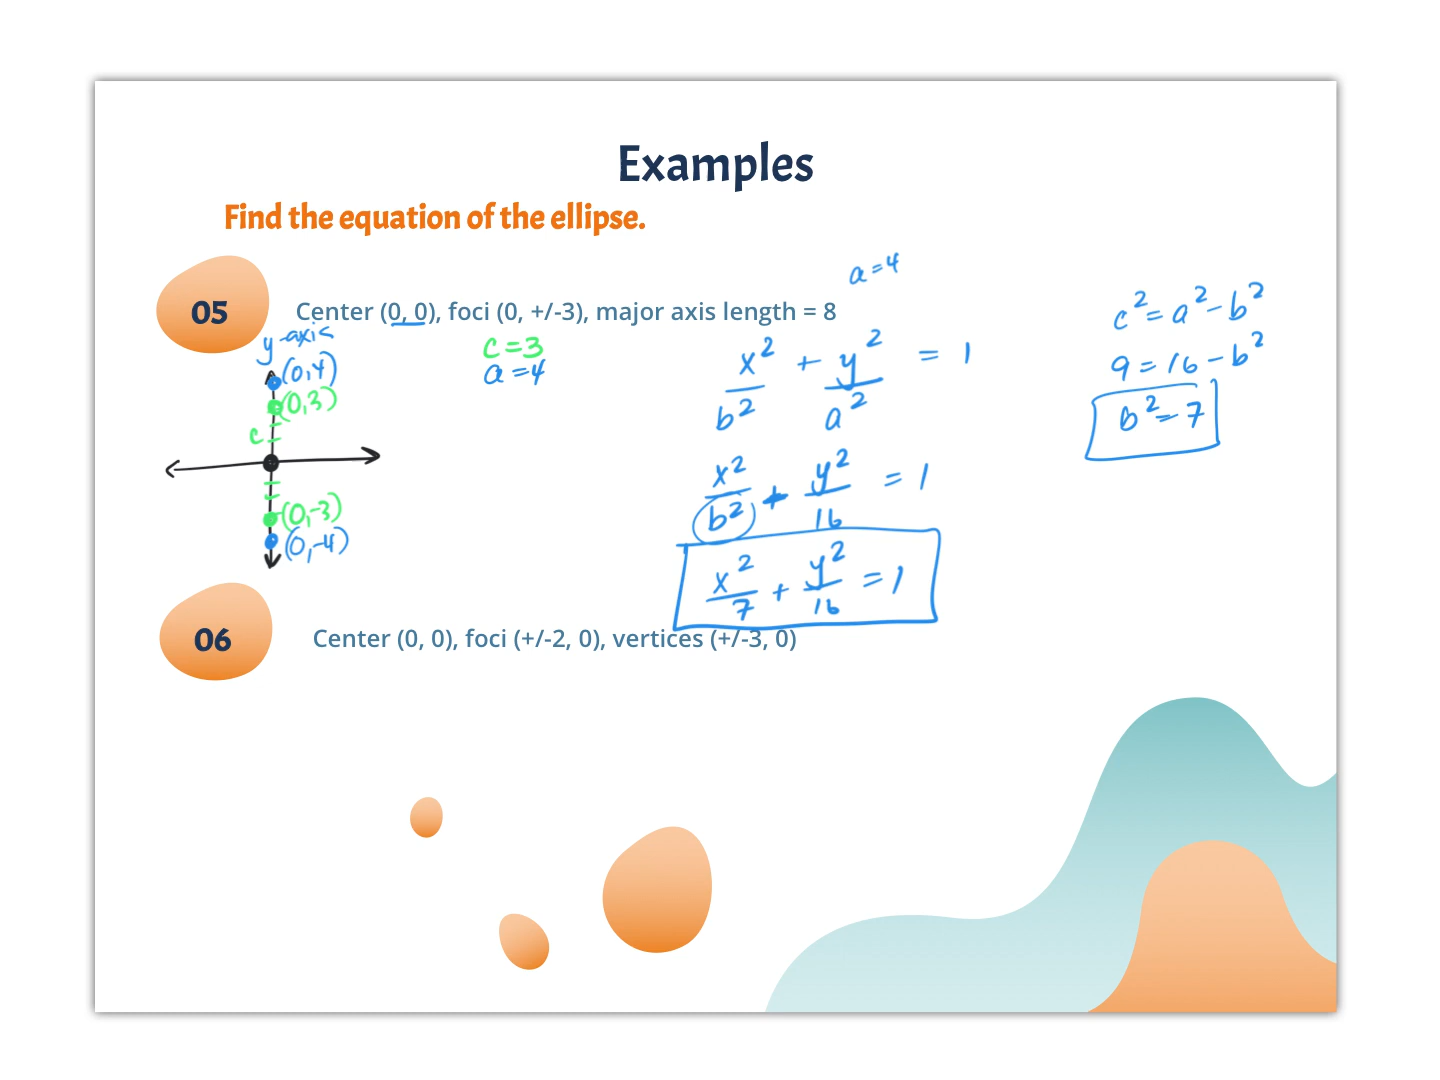 Examples
Find the equation of the ellipse.
a=4
05
Center (0, 0), foci (0, +/-3), major axis length = 8
y-axis
(0,4)
(0,3)
c
(0,-3)
(0,-4)
c=3
a=4
x²/b² + y²/a² = 1
x²/b² + y²/16 = 1
x²/7 + y²/16 = 1
c²=a²-b²
9=16-b²
b²=7
06
Center (0, 0), foci (+/-2, 0), vertices (+/-3, 0)